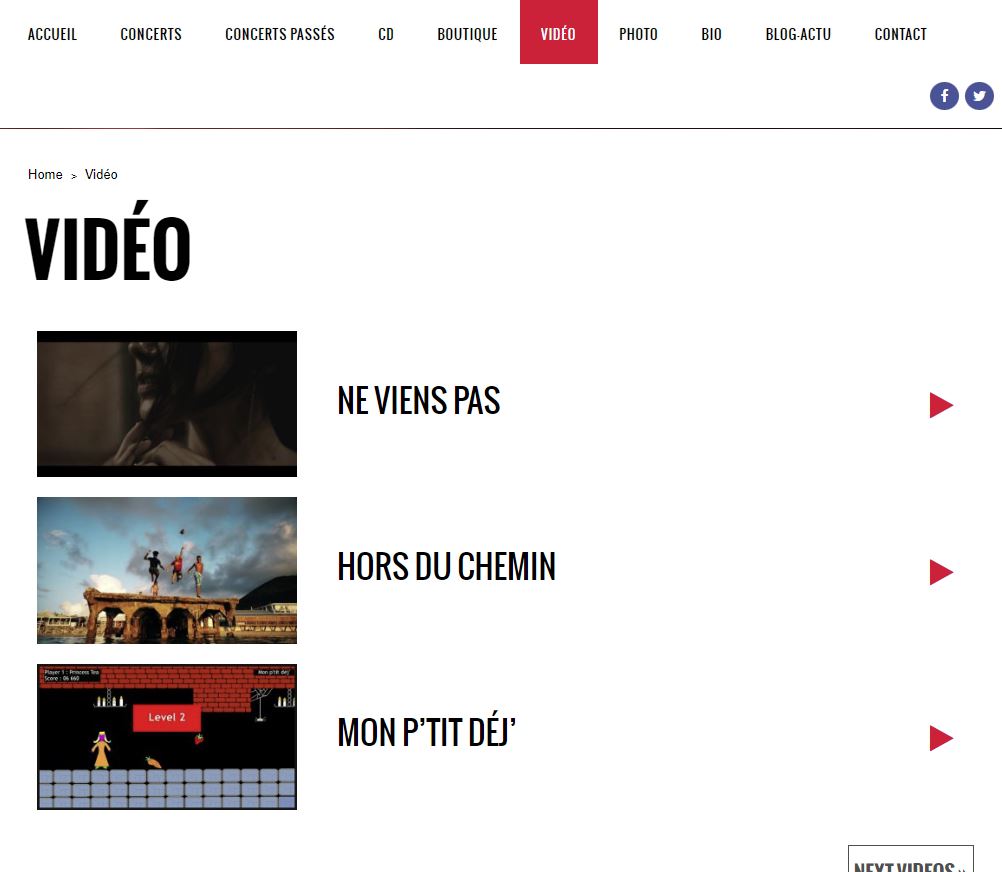 ACCUEIL CONCERTS CONCERTS PASSÉS CD BOUTIQUE VIDÉO PHOTO BIO BLOG-ACTU CONTACT
Home > Vidéo
VIDÉO
NE VIENS PAS
HORS DU CHEMIN
Player 1 : Princess Tea Mon p'tit déj'
Score : 06 660
Level 2
MON P’TIT DÉJ’
NEXT VIDEOS »